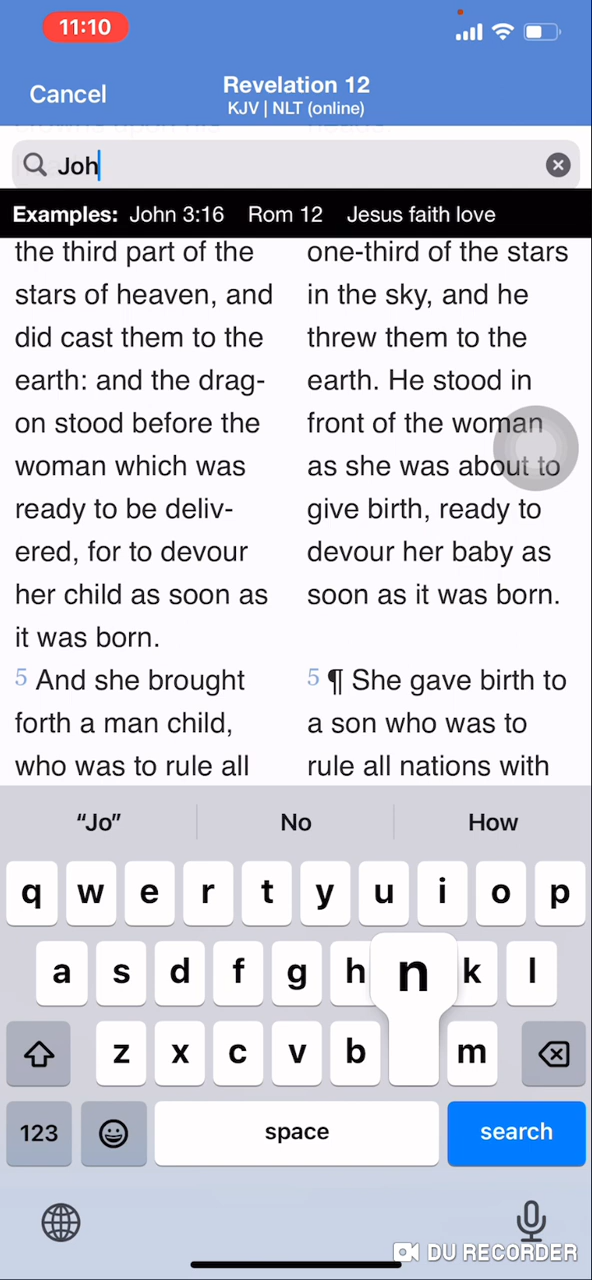 11:10
Cancel
Revelation 12
KJV | NLT (online)
Joh
Examples: John 3:16 Rom 12 Jesus faith love
the third part of the
stars of heaven, and
did cast them to the
earth: and the drag-
on stood before the
woman which was
ready to be deliv-
ered, for to devour
her child as soon as
it was born.
5 And she brought
forth a man child,
who was to rule all
one-third of the stars
in the sky, and he
threw them to the
earth. He stood in
front of the woman
as she was about to
give birth, ready to
devour her baby as
soon as it was born.
5 ¶ She gave birth to
a son who was to
rule all nations with
“Jo” No How
q w e r t y u i o p
a s d f g h n k l
z x c v b m
123 space search
DU RECORDER